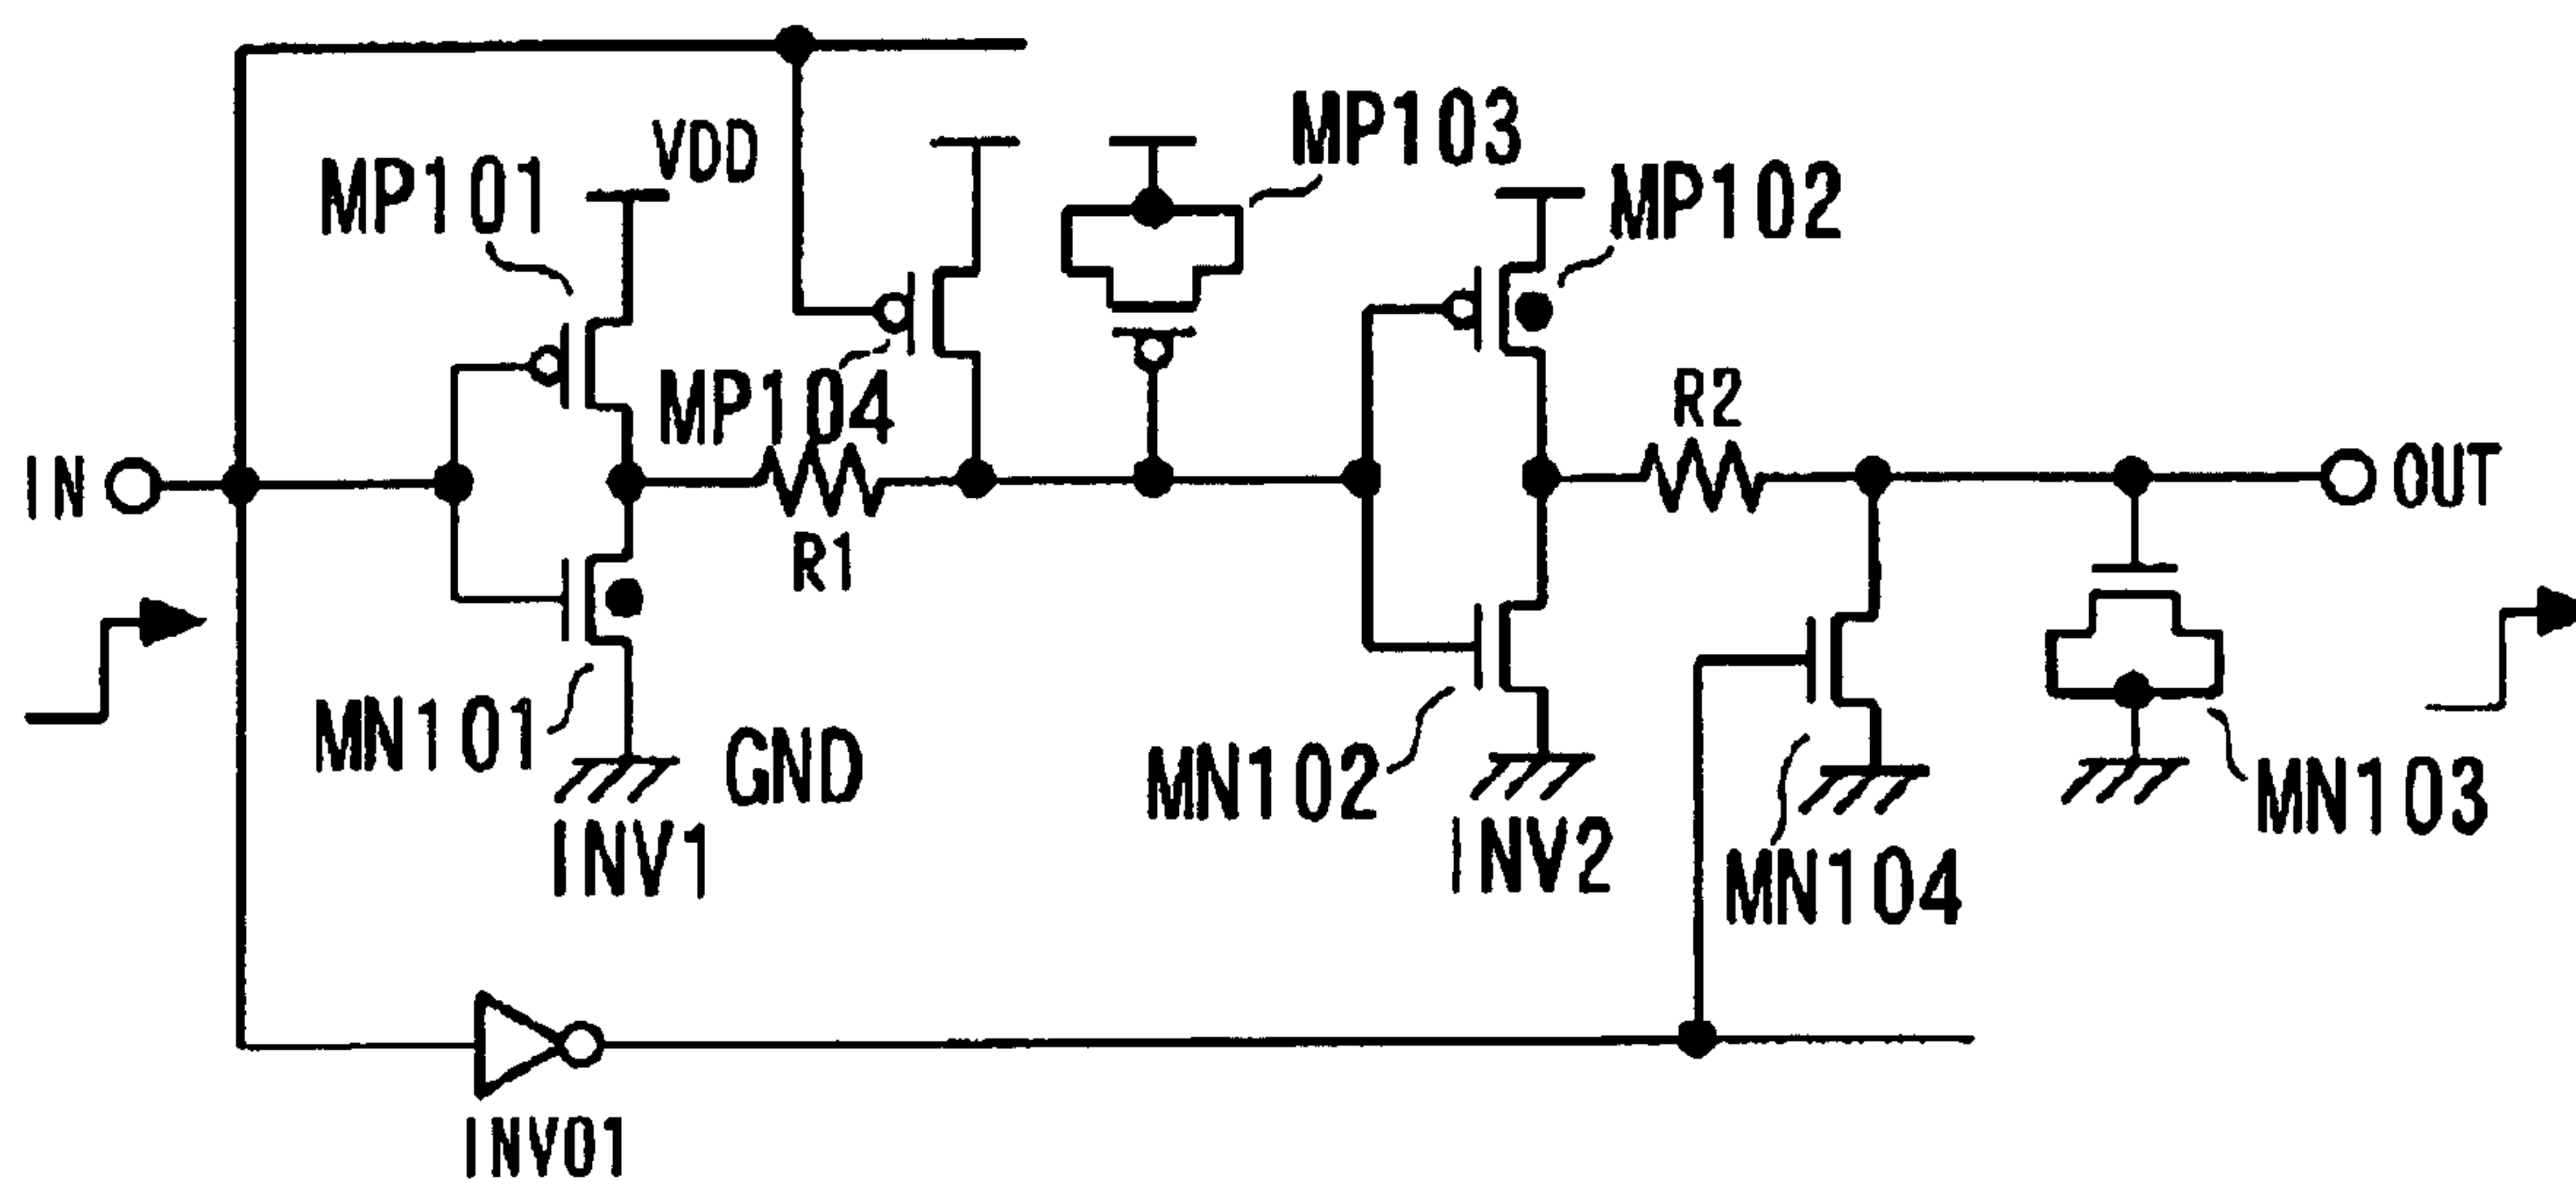 MP103
VDD
MP101
MP102
MP104
R2
IN
OUT
R1
MN101
GND
MN102
MN103
INV1
INV2
MN104
INV01